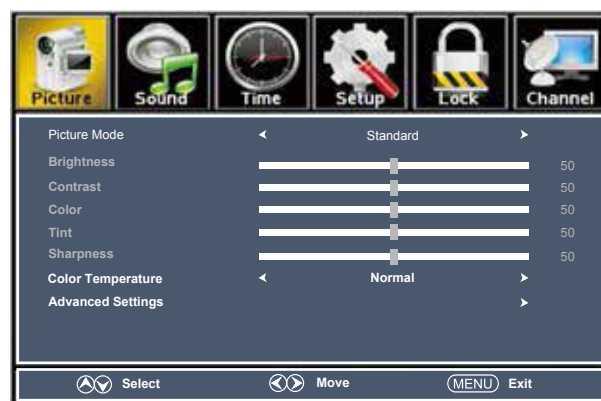 Picture Sound Time Setup Lock Channel
Picture Mode Standard
Brightness 50
Contrast 50
Color 50
Tint 50
Sharpness 50
Color Temperature Normal
Advanced Settings
Select Move MENU Exit